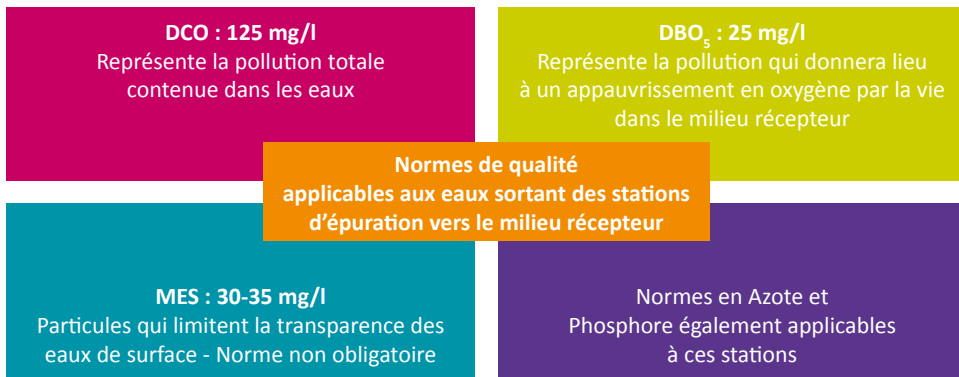 DCO : 125 mg/l
Représente la pollution totale
contenue dans les eaux
DBO₅ : 25 mg/l
Représente la pollution qui donnera lieu
à un appauvrissement en oxygène par la vie
dans le milieu récepteur
Normes de qualité
applicables aux eaux sortant des stations
d’épuration vers le milieu récepteur
MES : 30-35 mg/l
Particules qui limitent la transparence des
eaux de surface - Norme non obligatoire
Normes en Azote et
Phosphore également applicables
à ces stations